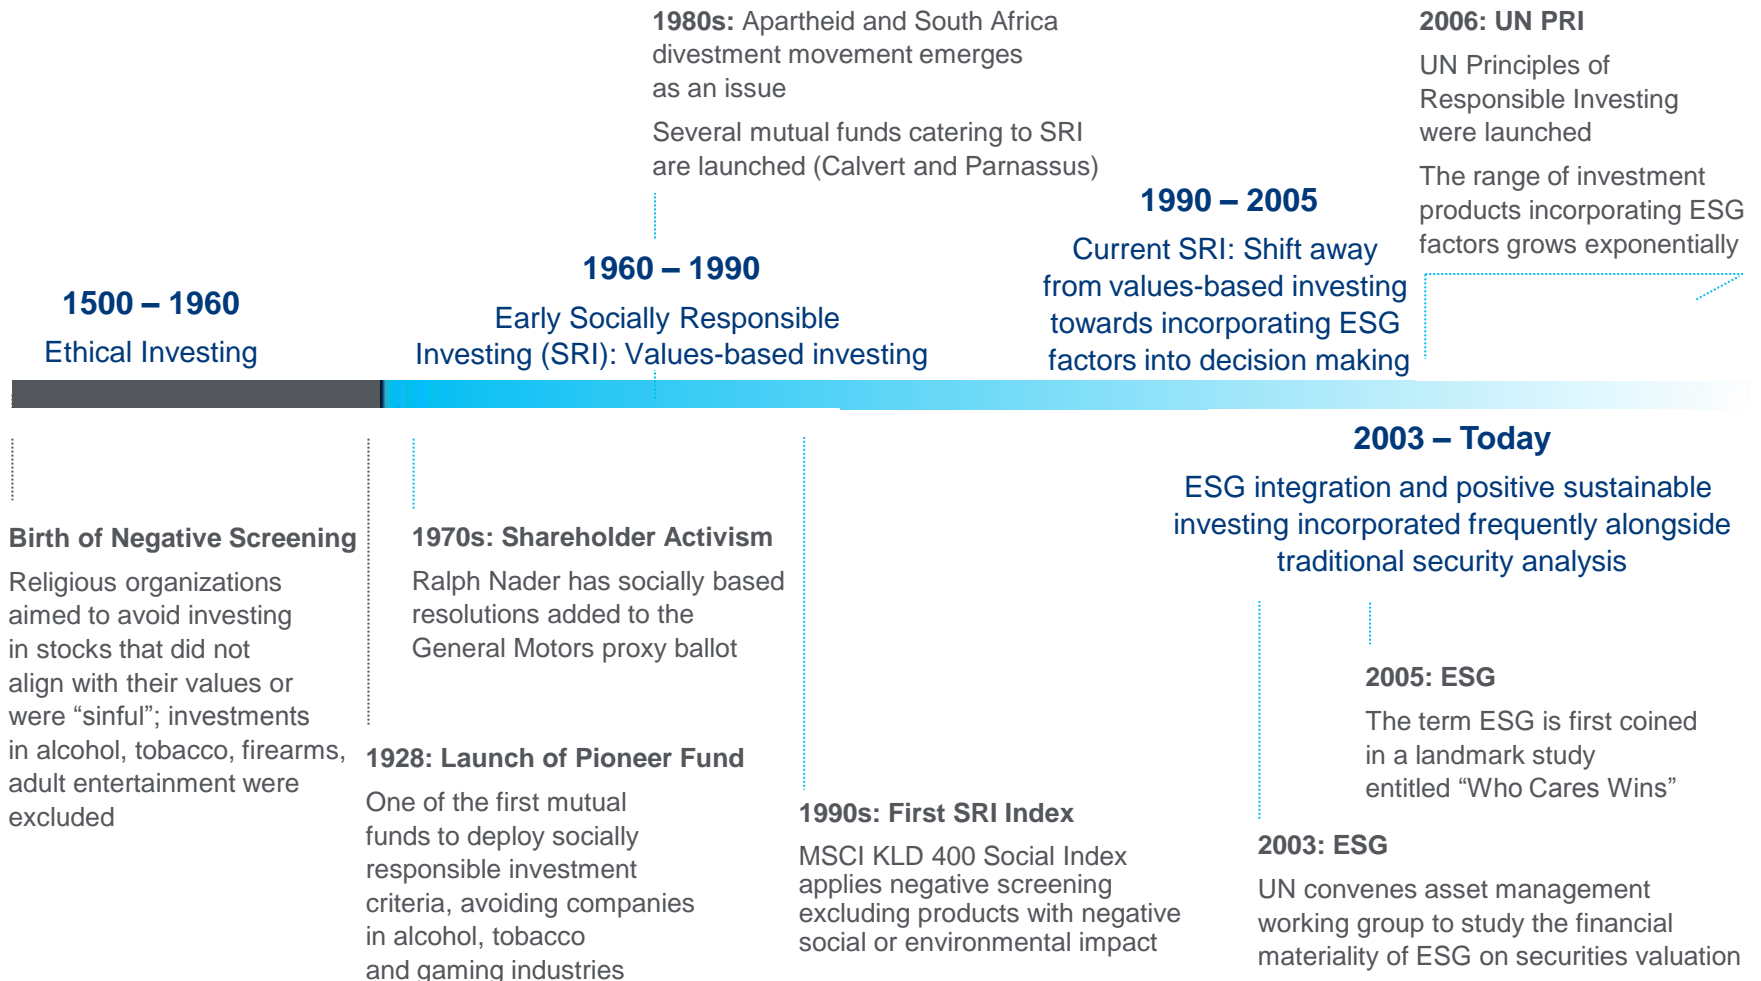 1980s: Apartheid and South Africa
divestment movement emerges
as an issue
Several mutual funds catering to SRI
are launched (Calvert and Parnassus)
2006: UN PRI
UN Principles of
Responsible Investing
were launched
The range of investment
products incorporating ESG
factors grows exponentially
1500 – 1960
Ethical Investing
1960 – 1990
Early Socially Responsible
Investing (SRI): Values-based investing
1990 – 2005
Current SRI: Shift away
from values-based investing
towards incorporating ESG
factors into decision making
2003 – Today
ESG integration and positive sustainable
investing incorporated frequently alongside
traditional security analysis
Birth of Negative Screening
Religious organizations
aimed to avoid investing
in stocks that did not
align with their values or
were “sinful”; investments
in alcohol, tobacco, firearms,
adult entertainment were
excluded
1928: Launch of Pioneer Fund
One of the first mutual
funds to deploy socially
responsible investment
criteria, avoiding companies
in alcohol, tobacco
and gaming industries
1970s: Shareholder Activism
Ralph Nader has socially based
resolutions added to the
General Motors proxy ballot
1990s: First SRI Index
MSCI KLD 400 Social Index
applies negative screening
excluding products with negative
social or environmental impact
2005: ESG
The term ESG is first coined
in a landmark study
entitled “Who Cares Wins”
2003: ESG
UN convenes asset management
working group to study the financial
materiality of ESG on securities valuation